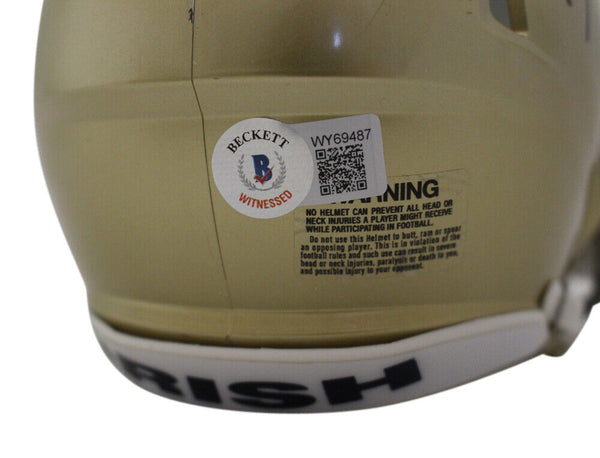 BECKETT
B
WITNESSED
WY69487
WARNING
NO HELMET CAN PREVENT ALL HEAD OR
NECK INJURIES A PLAYER MIGHT RECEIVE
WHILE PARTICIPATING IN FOOTBALL.
Do not use this Helmet to butt, ram or spear
an opposing player. This is in violation of the
football rules and such use can result in severe
head or neck injuries, paralysis or death to you,
and possible injury to your opponent.
RISH